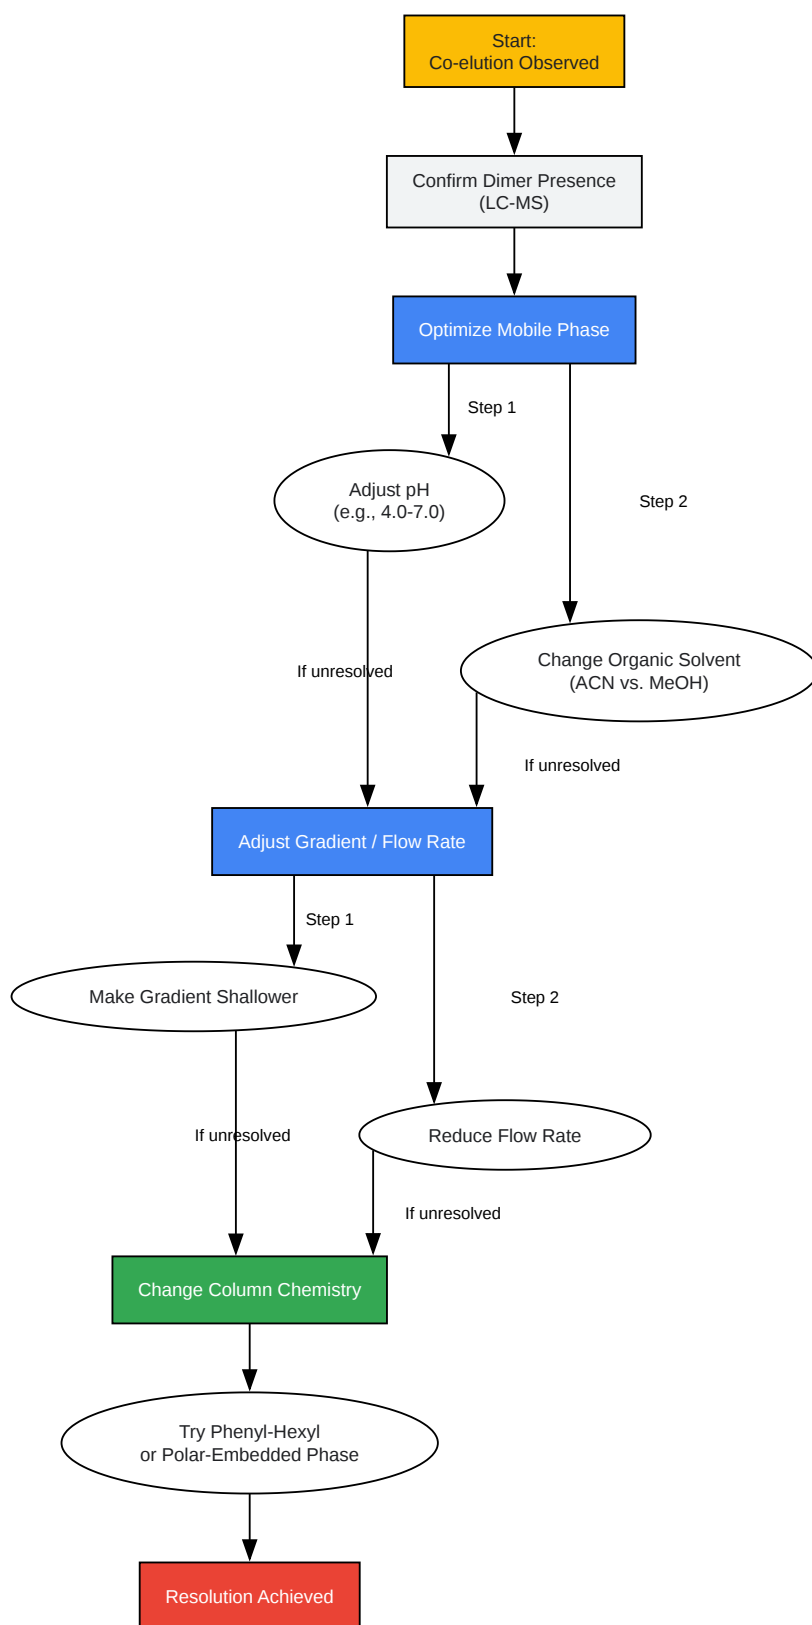 Start:
Co-elution Observed
Confirm Dimer Presence
(LC-MS)
Optimize Mobile Phase
Step 1
Adjust pH
(e.g., 4.0-7.0)
Step 2
Change Organic Solvent
(ACN vs. MeOH)
If unresolved
If unresolved
Adjust Gradient / Flow Rate
Step 1
Make Gradient Shallower
Step 2
Reduce Flow Rate
If unresolved
If unresolved
Change Column Chemistry
Try Phenyl-Hexyl
or Polar-Embedded Phase
Resolution Achieved